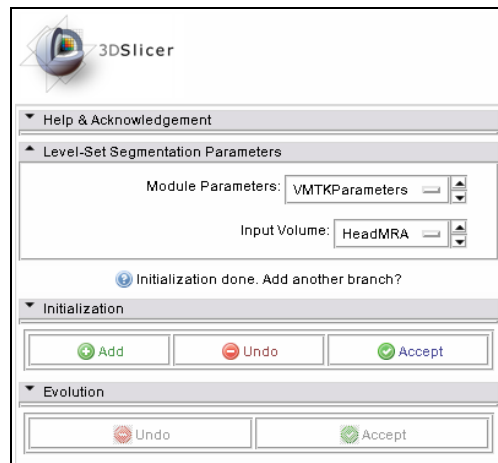 3DSlicer
Help & Acknowledgement
Level-Set Segmentation Parameters
Module Parameters: VMTKParameters
Input Volume: HeadMRA
Initialization done. Add another branch?
Initialization
Add Undo Accept
Evolution
Undo Accept